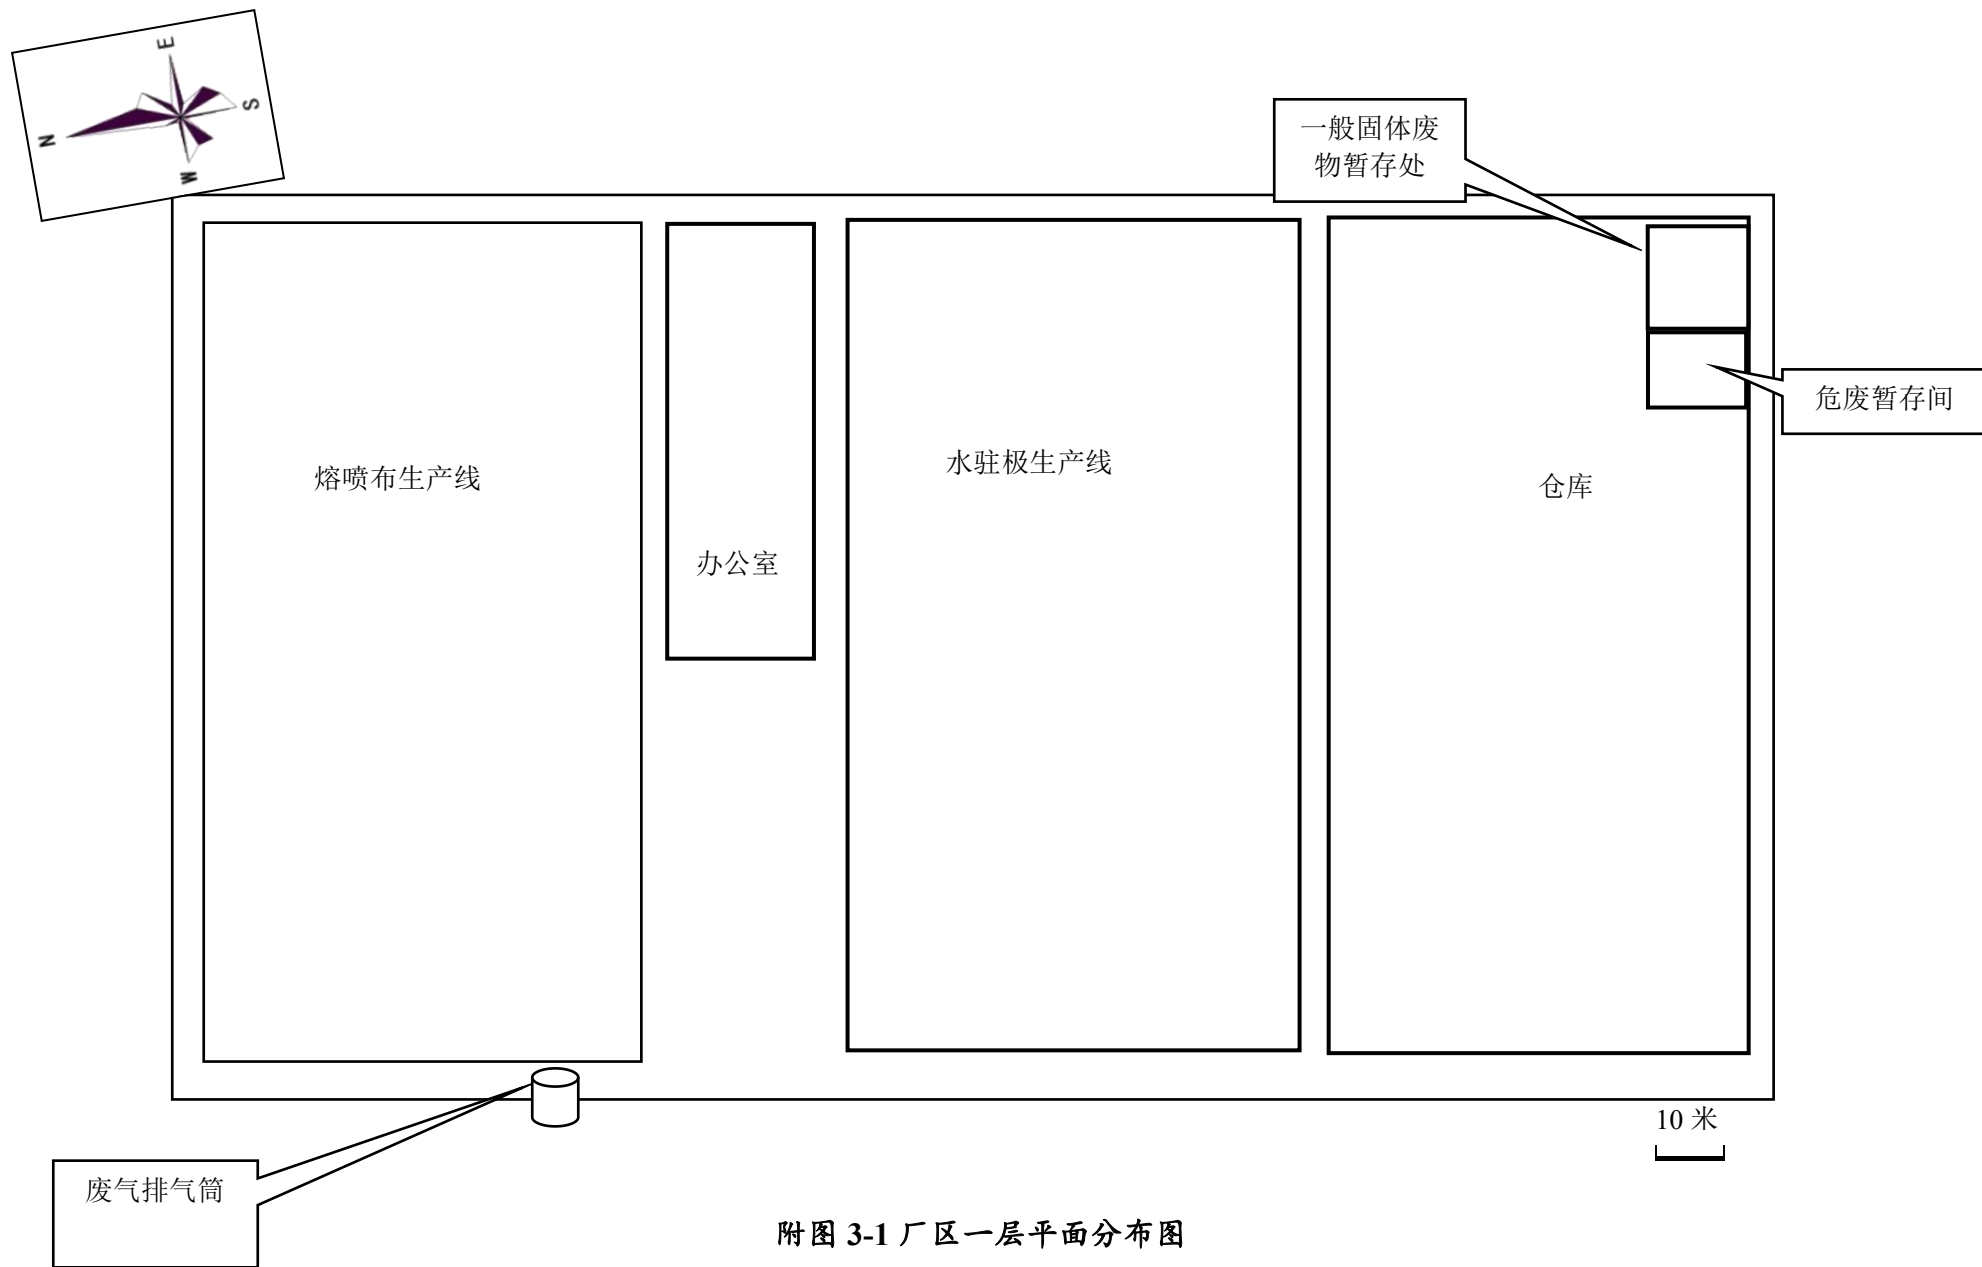 E
S
N
W
一般固体废
物暂存处
危废暂存间
熔喷布生产线
水驻极生产线
仓库
办公室
10 米
废气排气筒
附图 3-1 厂区一层平面分布图